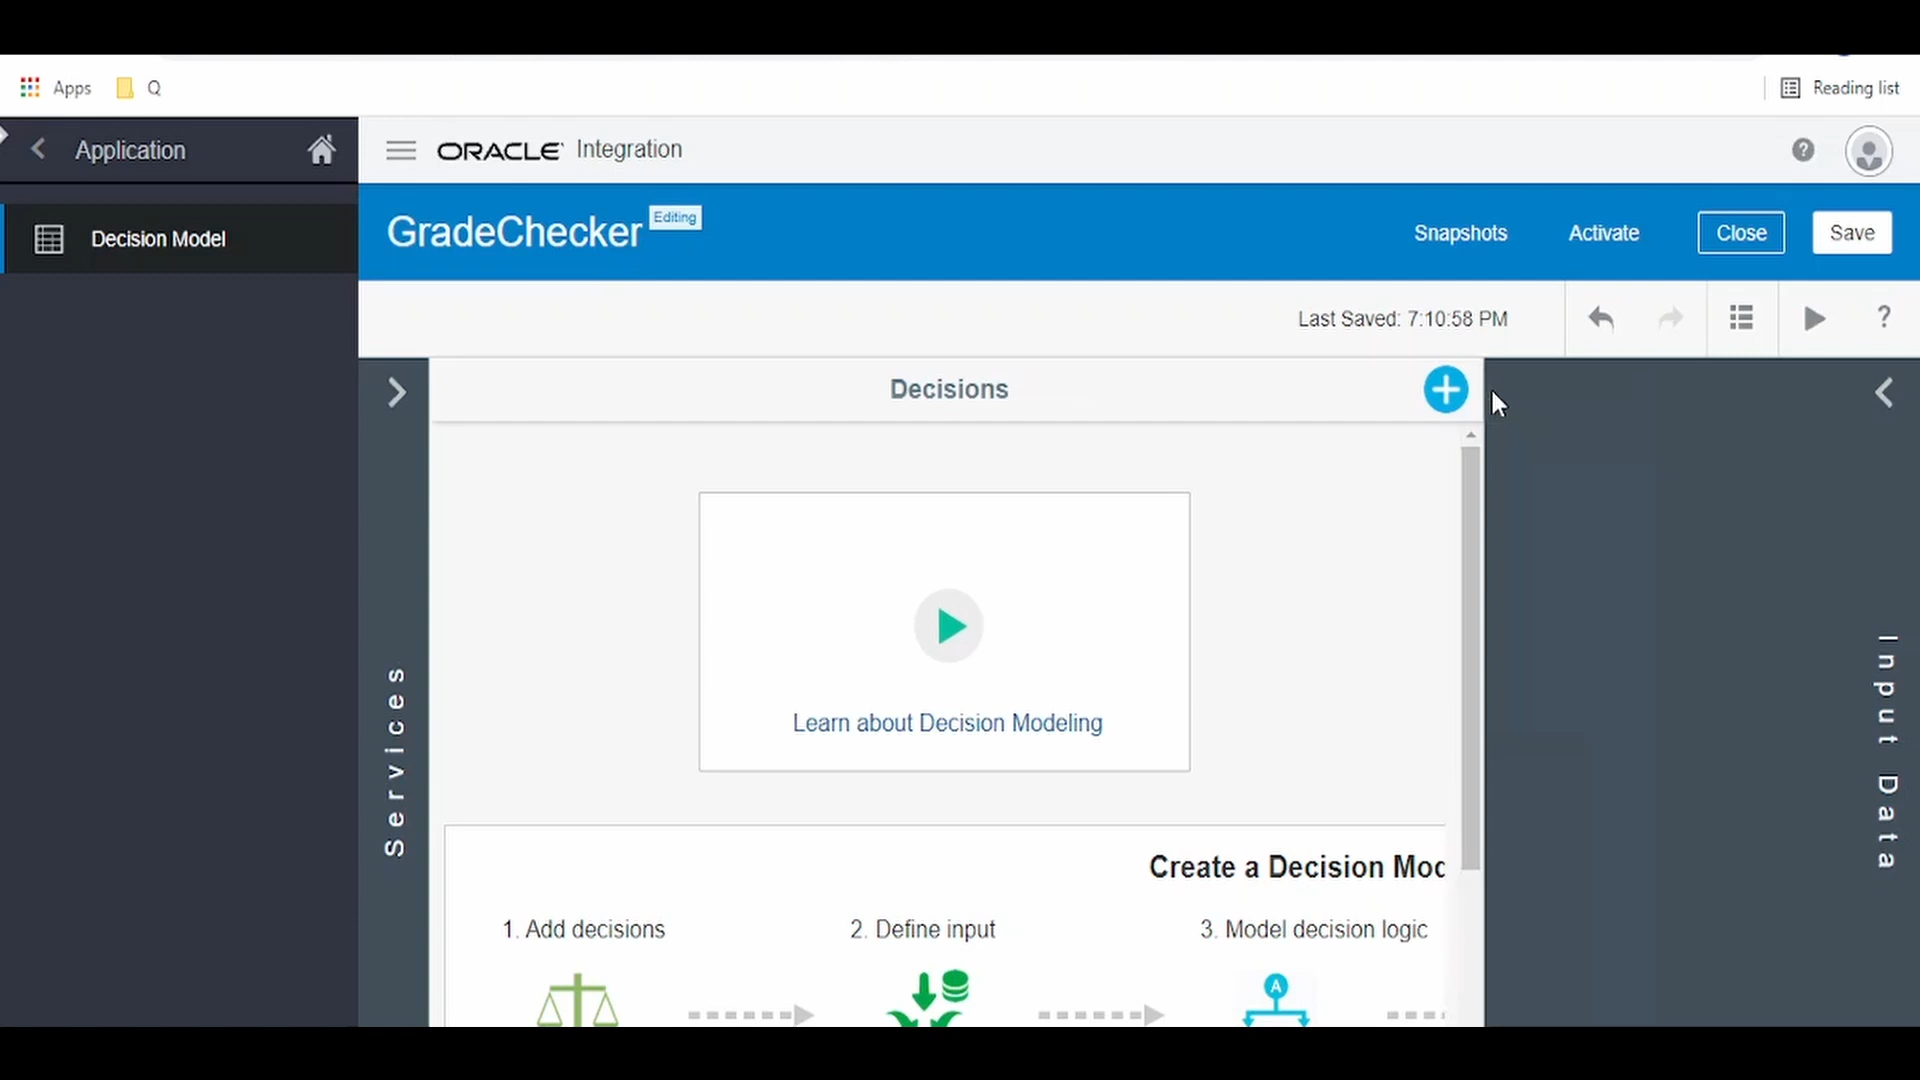 Apps
Q
Reading list
Application
ORACLE Integration
Decision Model
GradeChecker
Editing
Snapshots
Activate
Close
Save
Last Saved: 7:10:58 PM
?
Decisions
Services
Input Data
Learn about Decision Modeling
Create a Decision Mod
1. Add decisions
2. Define input
3. Model decision logic
A